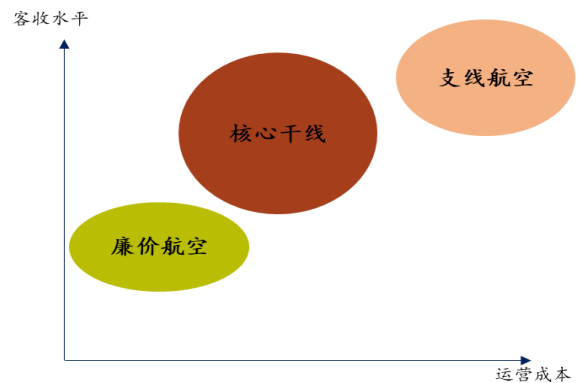 客收水平
支线航空
核心干线
廉价航空
运营成本